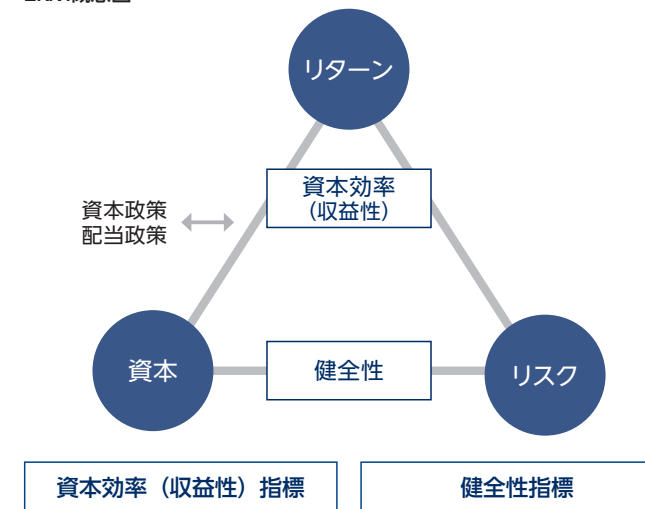 リターン
資本効率
（収益性）
資本政策
配当政策
資本
健全性
リスク
資本効率（収益性）指標
健全性指標